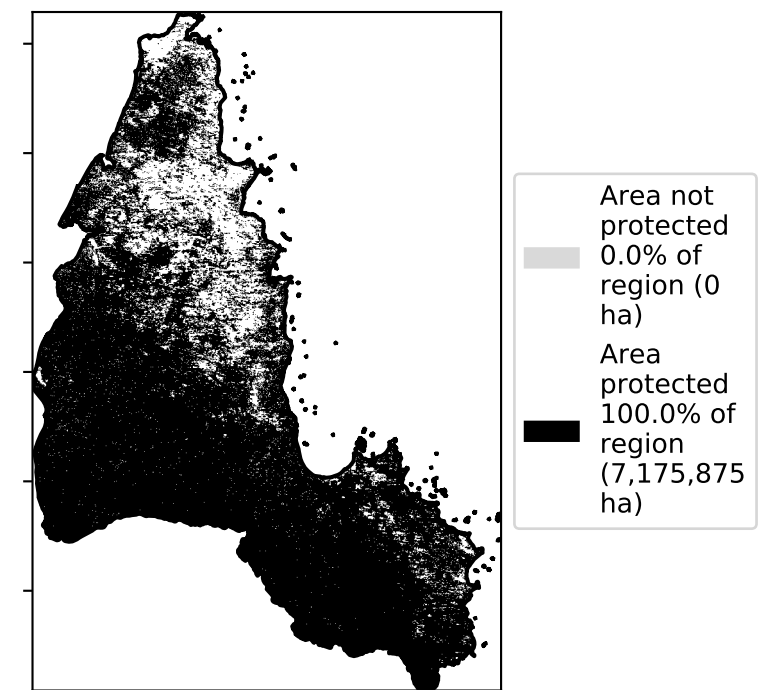 Area not
protected
0.0% of
region (0
ha)
Area
protected
100.0% of
region
(7,175,875
ha)